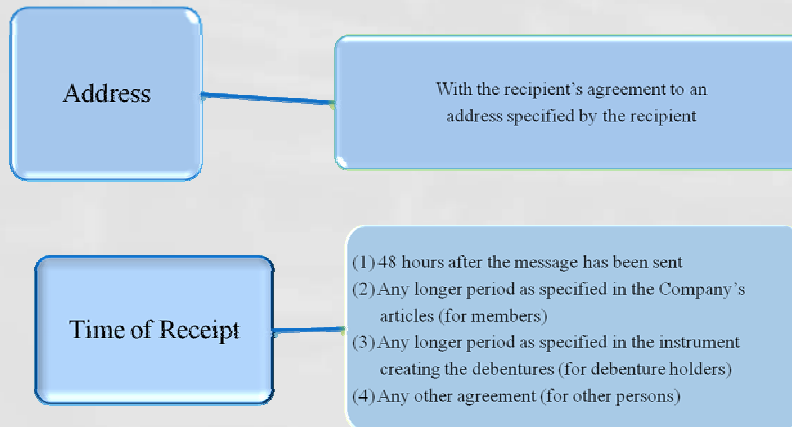 Address
With the recipient's agreement to an
address specified by the recipient
Time of Receipt
(1) 48 hours after the message has been sent
(2) Any longer period as specified in the Company's
articles (for members)
(3) Any longer period as specified in the instrument
creating the debentures (for debenture holders)
(4) Any other agreement (for other persons)